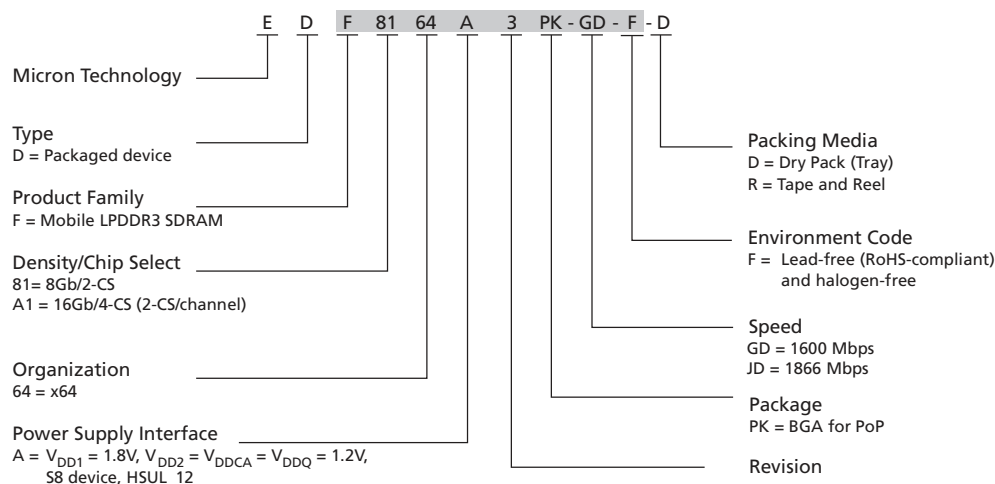 E D F 81 64 A 3 PK - GD - F - D
Micron Technology
Type
D = Packaged device
Product Family
F = Mobile LPDDR3 SDRAM
Density/Chip Select
81= 8Gb/2-CS
A1 = 16Gb/4-CS (2-CS/channel)
Organization
64 = x64
Power Supply Interface
A = VDD1 = 1.8V, VDD2 = VDDCA = VDDQ = 1.2V,
S8 device, HSUL_12
Packing Media
D = Dry Pack (Tray)
R = Tape and Reel
Environment Code
F = Lead-free (RoHS-compliant)
and halogen-free
Speed
GD = 1600 Mbps
JD = 1866 Mbps
Package
PK = BGA for PoP
Revision